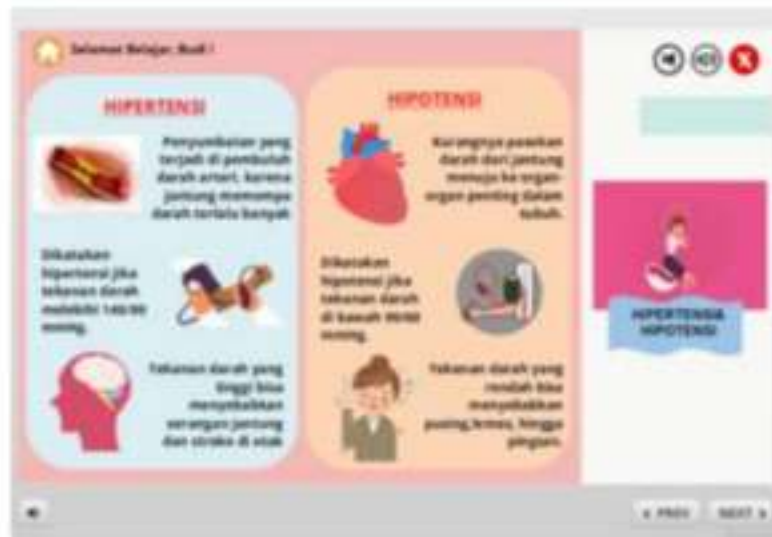 Selamat Belajar, Budi !
HIPERTENSI
Penyumbatan yang
terjadi di pembuluh
darah arteri, karena
jantung memompa
darah terlalu banyak
Dikatakan
hipertensi jika
tekanan darah
melebihi 140/90
mmHg.
Tekanan darah yang
tinggi bisa
menyebabkan
serangan jantung
dan stroke di otak
HIPOTENSI
Kurangnya pasokan
darah dari jantung
menuju ke organ-
organ penting dalam
tubuh.
Dikatakan
hipotensi jika
tekanan darah
di bawah 90/60
mmHg.
Tekanan darah yang
rendah bisa
menyebabkan
pusing, lemas, hingga
pingsan.
X
HIPERTENSI&
HIPOTENSI
PREV
NEXT